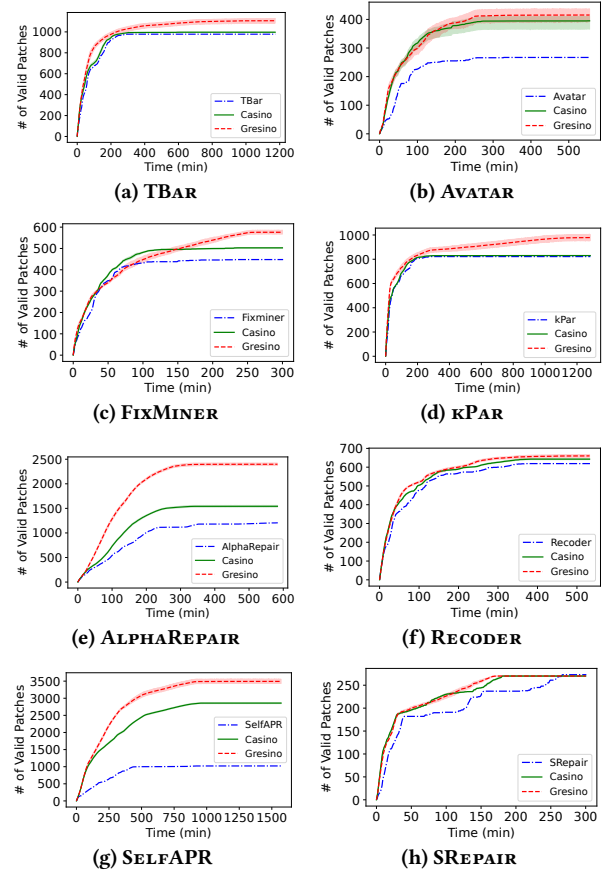 # of Valid Patches
1000
800
600
400
200
0
TBar
Casino
Gresino
0 200 400 600 800 1000 1200
Time (min)
(a) TBAR
# of Valid Patches
400
300
200
100
0
Avatar
Casino
Gresino
0 100 200 300 400 500
Time (min)
(b) AVATAR
# of Valid Patches
600
500
400
300
200
100
0
Fixminer
Casino
Gresino
0 50 100 150 200 250 300
Time (min)
(c) FIXMINER
# of Valid Patches
1000
800
600
400
200
0
kPar
Casino
Gresino
0 200 400 600 800 1000 1200
Time (min)
(d) KPAR
# of Valid Patches
2500
2000
1500
1000
500
0
AlphaRepair
Casino
Gresino
0 100 200 300 400 500 600
Time (min)
(e) ALPHAREPAIR
# of Valid Patches
700
600
500
400
300
200
100
0
Recoder
Casino
Gresino
0 100 200 300 400 500
Time (min)
(f) RECODER
# of Valid Patches
3500
3000
2500
2000
1500
1000
500
0
SelfAPR
Casino
Gresino
0 250 500 750 1000 1250 1500
Time (min)
(g) SELFAPR
# of Valid Patches
250
200
150
100
50
0
SRepair
Casino
Gresino
0 50 100 150 200 250 300
Time (min)
(h) SREPAIR